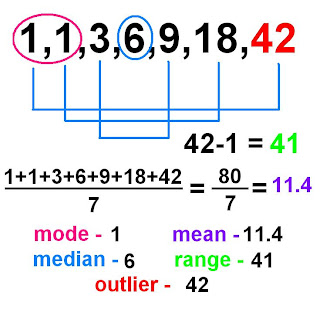 1,1,3,6,9,18,42
42-1 = 41
1+1+3+6+9+18+42
7
= 80
7
= 11.4
mode - 1 mean - 11.4
median - 6 range - 41
outlier - 42